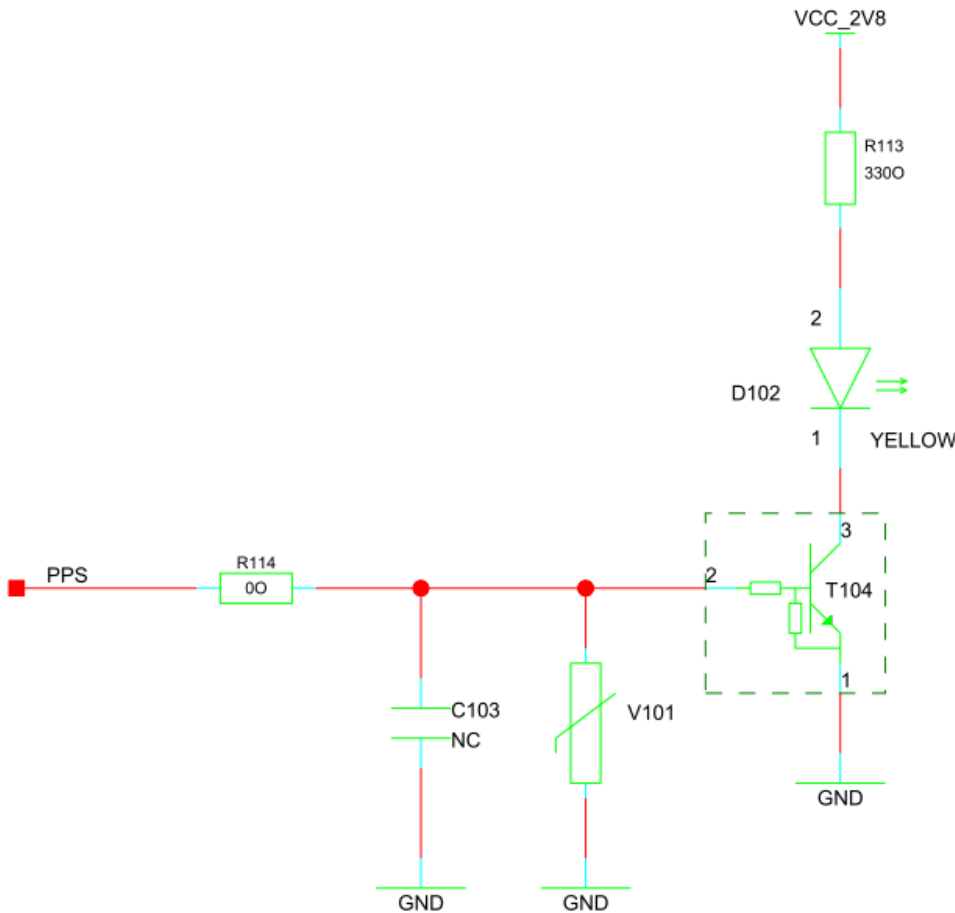 VCC_2V8
R113
330O
2
D102
1
YELLOW
3
PPS
R114
0O
2
T104
1
C103
NC
V101
GND
GND
GND